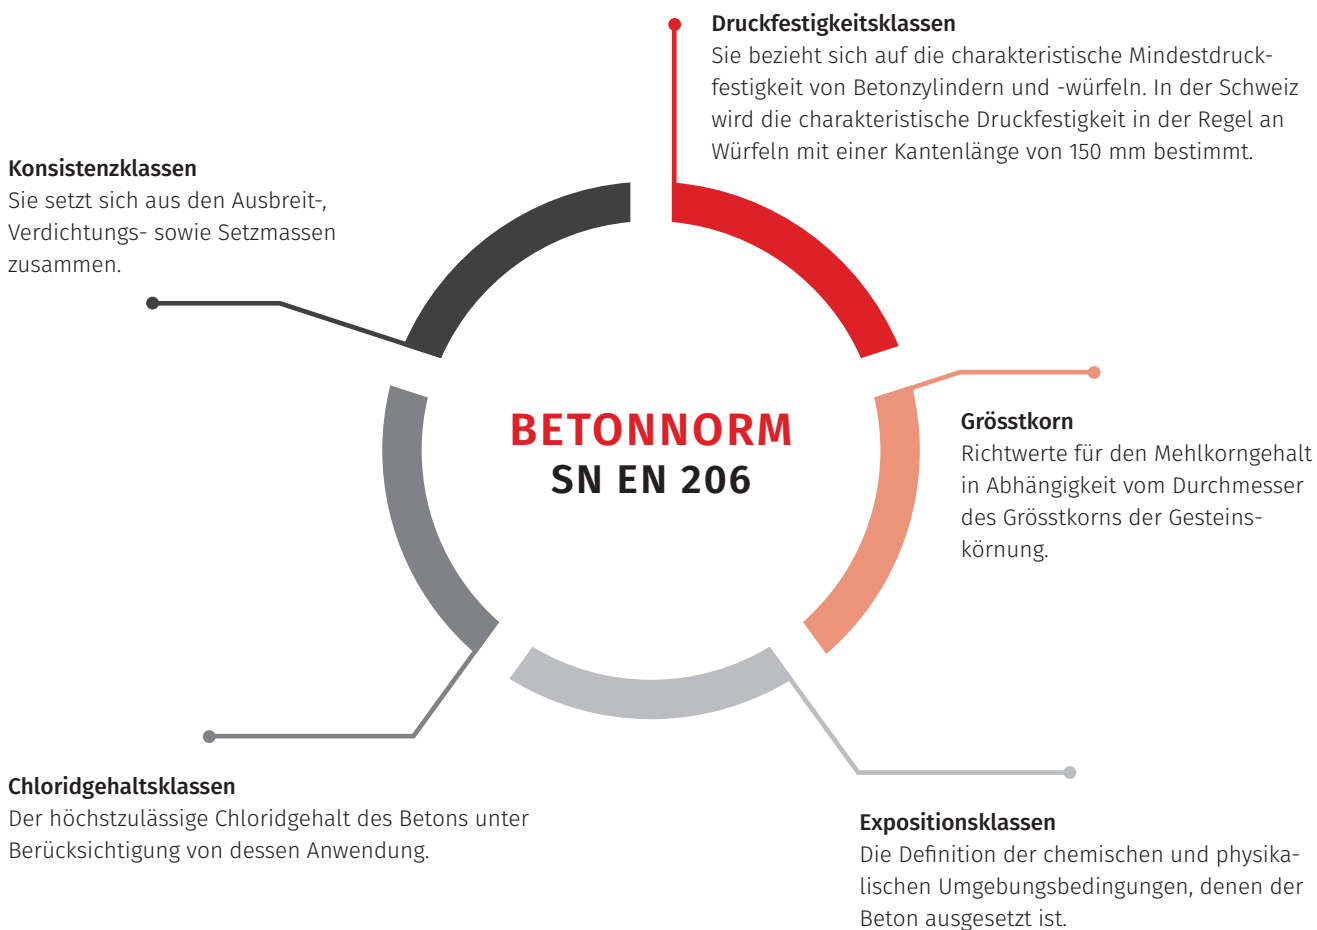 Druckfestigkeitsklassen
Sie bezieht sich auf die charakteristische Mindestdruck-
festigkeit von Betonzylindern und -würfeln. In der Schweiz
wird die charakteristische Druckfestigkeit in der Regel an
Würfeln mit einer Kantenlänge von 150 mm bestimmt.
Konsistenzklassen
Sie setzt sich aus den Ausbreit-,
Verdichtungs- sowie Setzmassen
zusammen.
BETONNORM
SN EN 206
Grösstkorn
Richtwerte für den Mehlkorngehalt
in Abhängigkeit vom Durchmesser
des Grösstkorns der Gesteins-
körnung.
Chloridgehaltsklassen
Der höchstzulässige Chloridgehalt des Betons unter
Berücksichtigung von dessen Anwendung.
Expositionsklassen
Die Definition der chemischen und physika-
lischen Umgebungsbedingungen, denen der
Beton ausgesetzt ist.